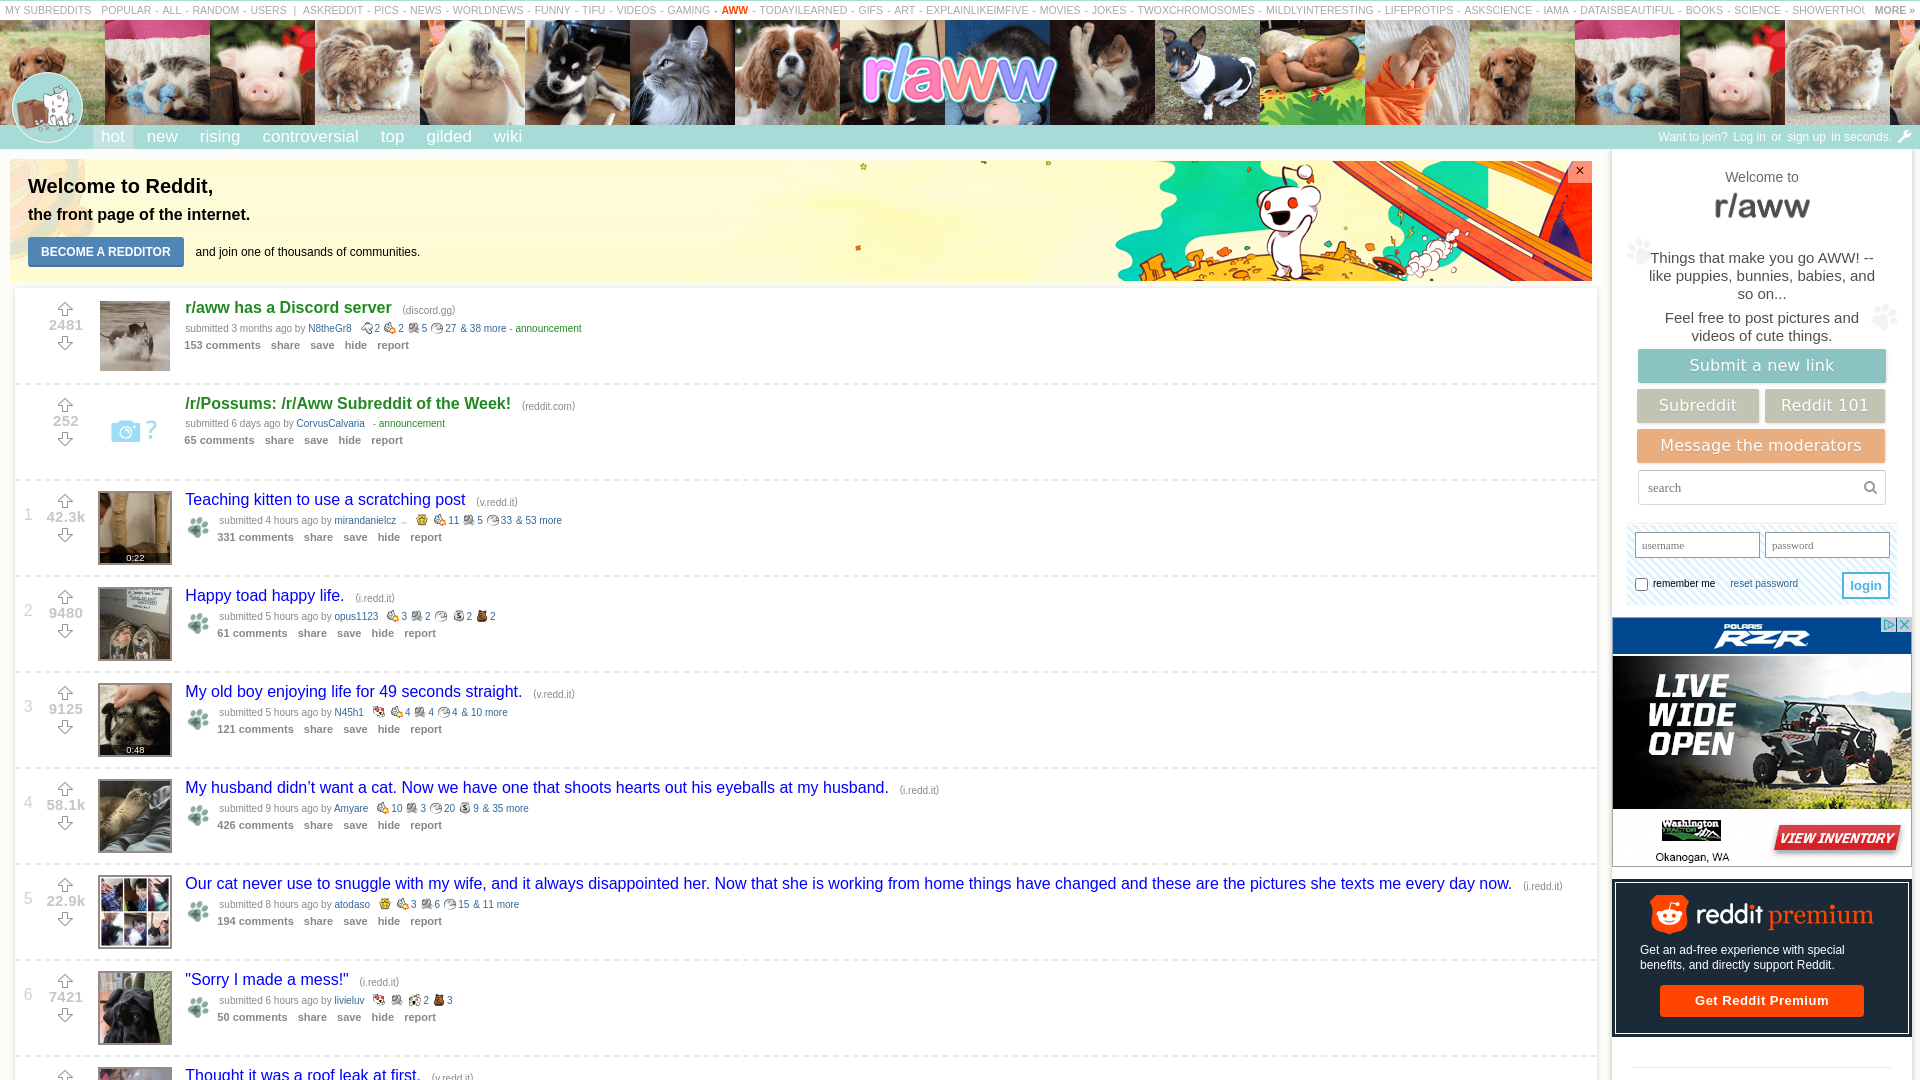 MY SUBREDDITS POPULAR - ALL - RANDOM - USERS | ASKREDDIT - PICS - NEWS - WORLDNEWS - FUNNY - TIFU - VIDEOS - GAMING - AWW - TODAYILEARNED - GIFS - ART - EXPLAINLIKEIMFIVE - MOVIES - JOKES - TWOXCHROMOSOMES - MILDLYINTERESTING - LIFEPROTIPS - ASKSCIENCE - IAMA - DATAISBEAUTIFUL - BOOKS - SCIENCE - SHOWERTHOU MORE »
r/aww
hot new rising controversial top gilded wiki
Want to join? Log in or sign up in seconds.
Welcome to Reddit,
the front page of the internet.
BECOME A REDDITOR and join one of thousands of communities.
×
2481
r/aww has a Discord server (discord.gg)
submitted 3 months ago by N8theGr8 2 2 5 27 & 38 more - announcement
153 comments share save hide report
252
/r/Possums: /r/Aww Subreddit of the Week! (reddit.com)
submitted 6 days ago by CorvusCalvaria - announcement
65 comments share save hide report
1
42.3k
0:22
Teaching kitten to use a scratching post (v.redd.it)
submitted 4 hours ago by mirandanielcz 11 5 33 & 53 more
331 comments share save hide report
2
9480
Happy toad happy life. (i.redd.it)
submitted 5 hours ago by opus1123 3 2 2 2
61 comments share save hide report
3
9125
0:48
My old boy enjoying life for 49 seconds straight. (v.redd.it)
submitted 5 hours ago by N45h1 4 4 4 & 10 more
121 comments share save hide report
4
58.1k
My husband didn’t want a cat. Now we have one that shoots hearts out his eyeballs at my husband. (i.redd.it)
submitted 9 hours ago by Amyare 10 3 20 9 & 35 more
426 comments share save hide report
5
22.9k
Our cat never use to snuggle with my wife, and it always disappointed her. Now that she is working from home things have changed and these are the pictures she texts me every day now. (i.redd.it)
submitted 8 hours ago by atodaso 3 6 15 & 11 more
194 comments share save hide report
6
7421
"Sorry I made a mess!" (i.redd.it)
submitted 6 hours ago by livieluv 2 3
50 comments share save hide report
Thought it was a roof leak at first. (v.redd.it)
Welcome to
r/aww
Things that make you go AWW! --
like puppies, bunnies, babies, and
so on...
Feel free to post pictures and
videos of cute things.
Submit a new link
Subreddit Reddit 101
Message the moderators
search
username password
remember me reset password login
POLARIS
RZR
LIVE
WIDE
OPEN
Washington
TRACTOR
Okanogan, WA
VIEW INVENTORY
reddit premium
Get an ad-free experience with special
benefits, and directly support Reddit.
Get Reddit Premium